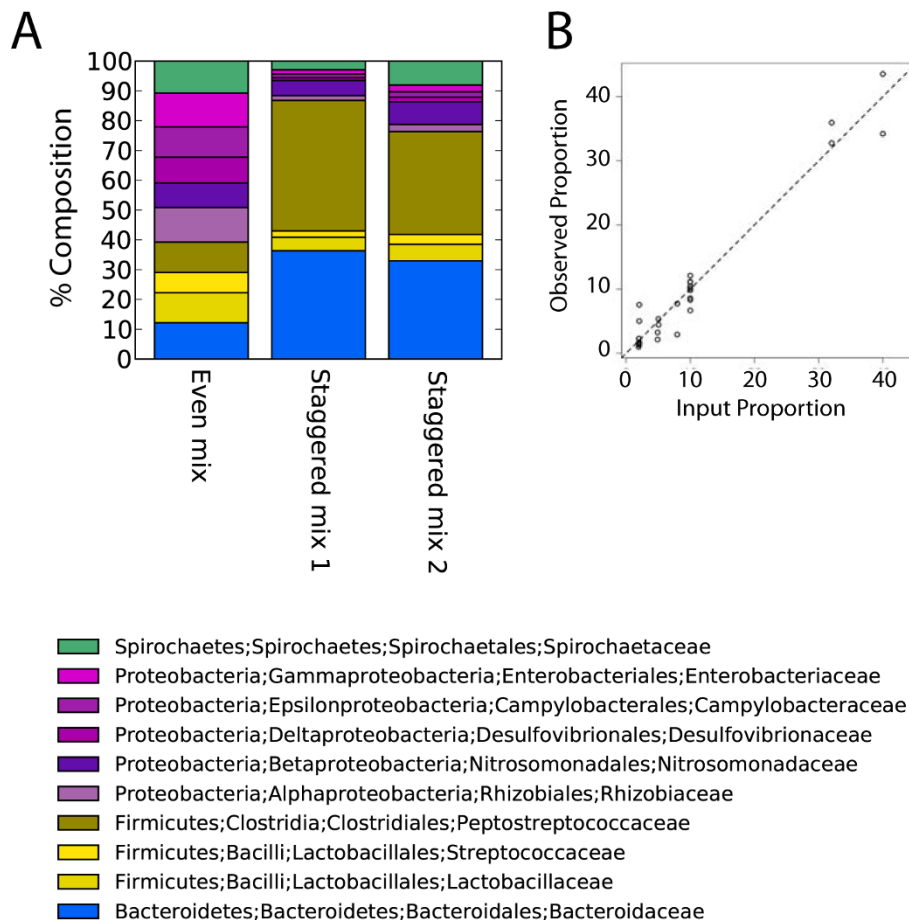 A
B
100
90
80
70
60
50
40
30
20
10
0
% Composition
Even mix
Staggered mix 1
Staggered mix 2
40
30
20
10
0
Observed Proportion
0 10 20 30 40
Input Proportion
Spirochaetes;Spirochaetes;Spirochaetales;Spirochaetaceae
Proteobacteria;Gammaproteobacteria;Enterobacteriales;Enterobacteriaceae
Proteobacteria;Epsilonproteobacteria;Campylobacterales;Campylobacteraceae
Proteobacteria;Deltaproteobacteria;Desulfovibrionales;Desulfovibrionaceae
Proteobacteria;Betaproteobacteria;Nitrosomonadales;Nitrosomonadaceae
Proteobacteria;Alphaproteobacteria;Rhizobiales;Rhizobiaceae
Firmicutes;Clostridia;Clostridiales;Peptostreptococcaceae
Firmicutes;Bacilli;Lactobacillales;Streptococcaceae
Firmicutes;Bacilli;Lactobacillales;Lactobacillaceae
Bacteroidetes;Bacteroidetes;Bacteroidales;Bacteroidaceae